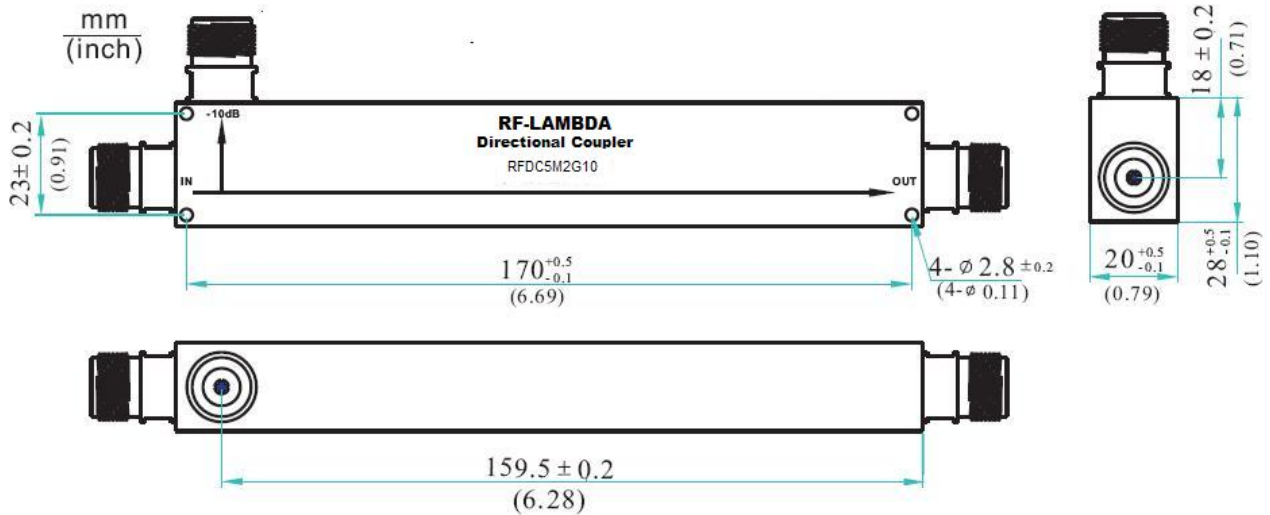 mm
(inch)
-10dB
RF-LAMBDA
Directional Coupler
RFDC5M2G10
IN
OUT
23±0.2
(0.91)
170+0.5-0.1
(6.69)
4-Ø2.8±0.2
(4-Ø0.11)
18±0.2
(0.71)
20+0.5-0.1
(0.79)
28+0.5-0.1
(1.10)
159.5±0.2
(6.28)